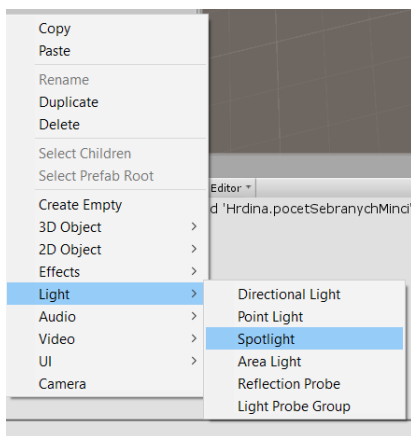 Copy
Paste
Rename
Duplicate
Delete
Select Children
Select Prefab Root
Create Empty
3D Object
2D Object
Effects
Light
Audio
Video
UI
Camera
Editor
d 'Hrdina.pocetSebranychMinci'
Directional Light
Point Light
Spotlight
Area Light
Reflection Probe
Light Probe Group